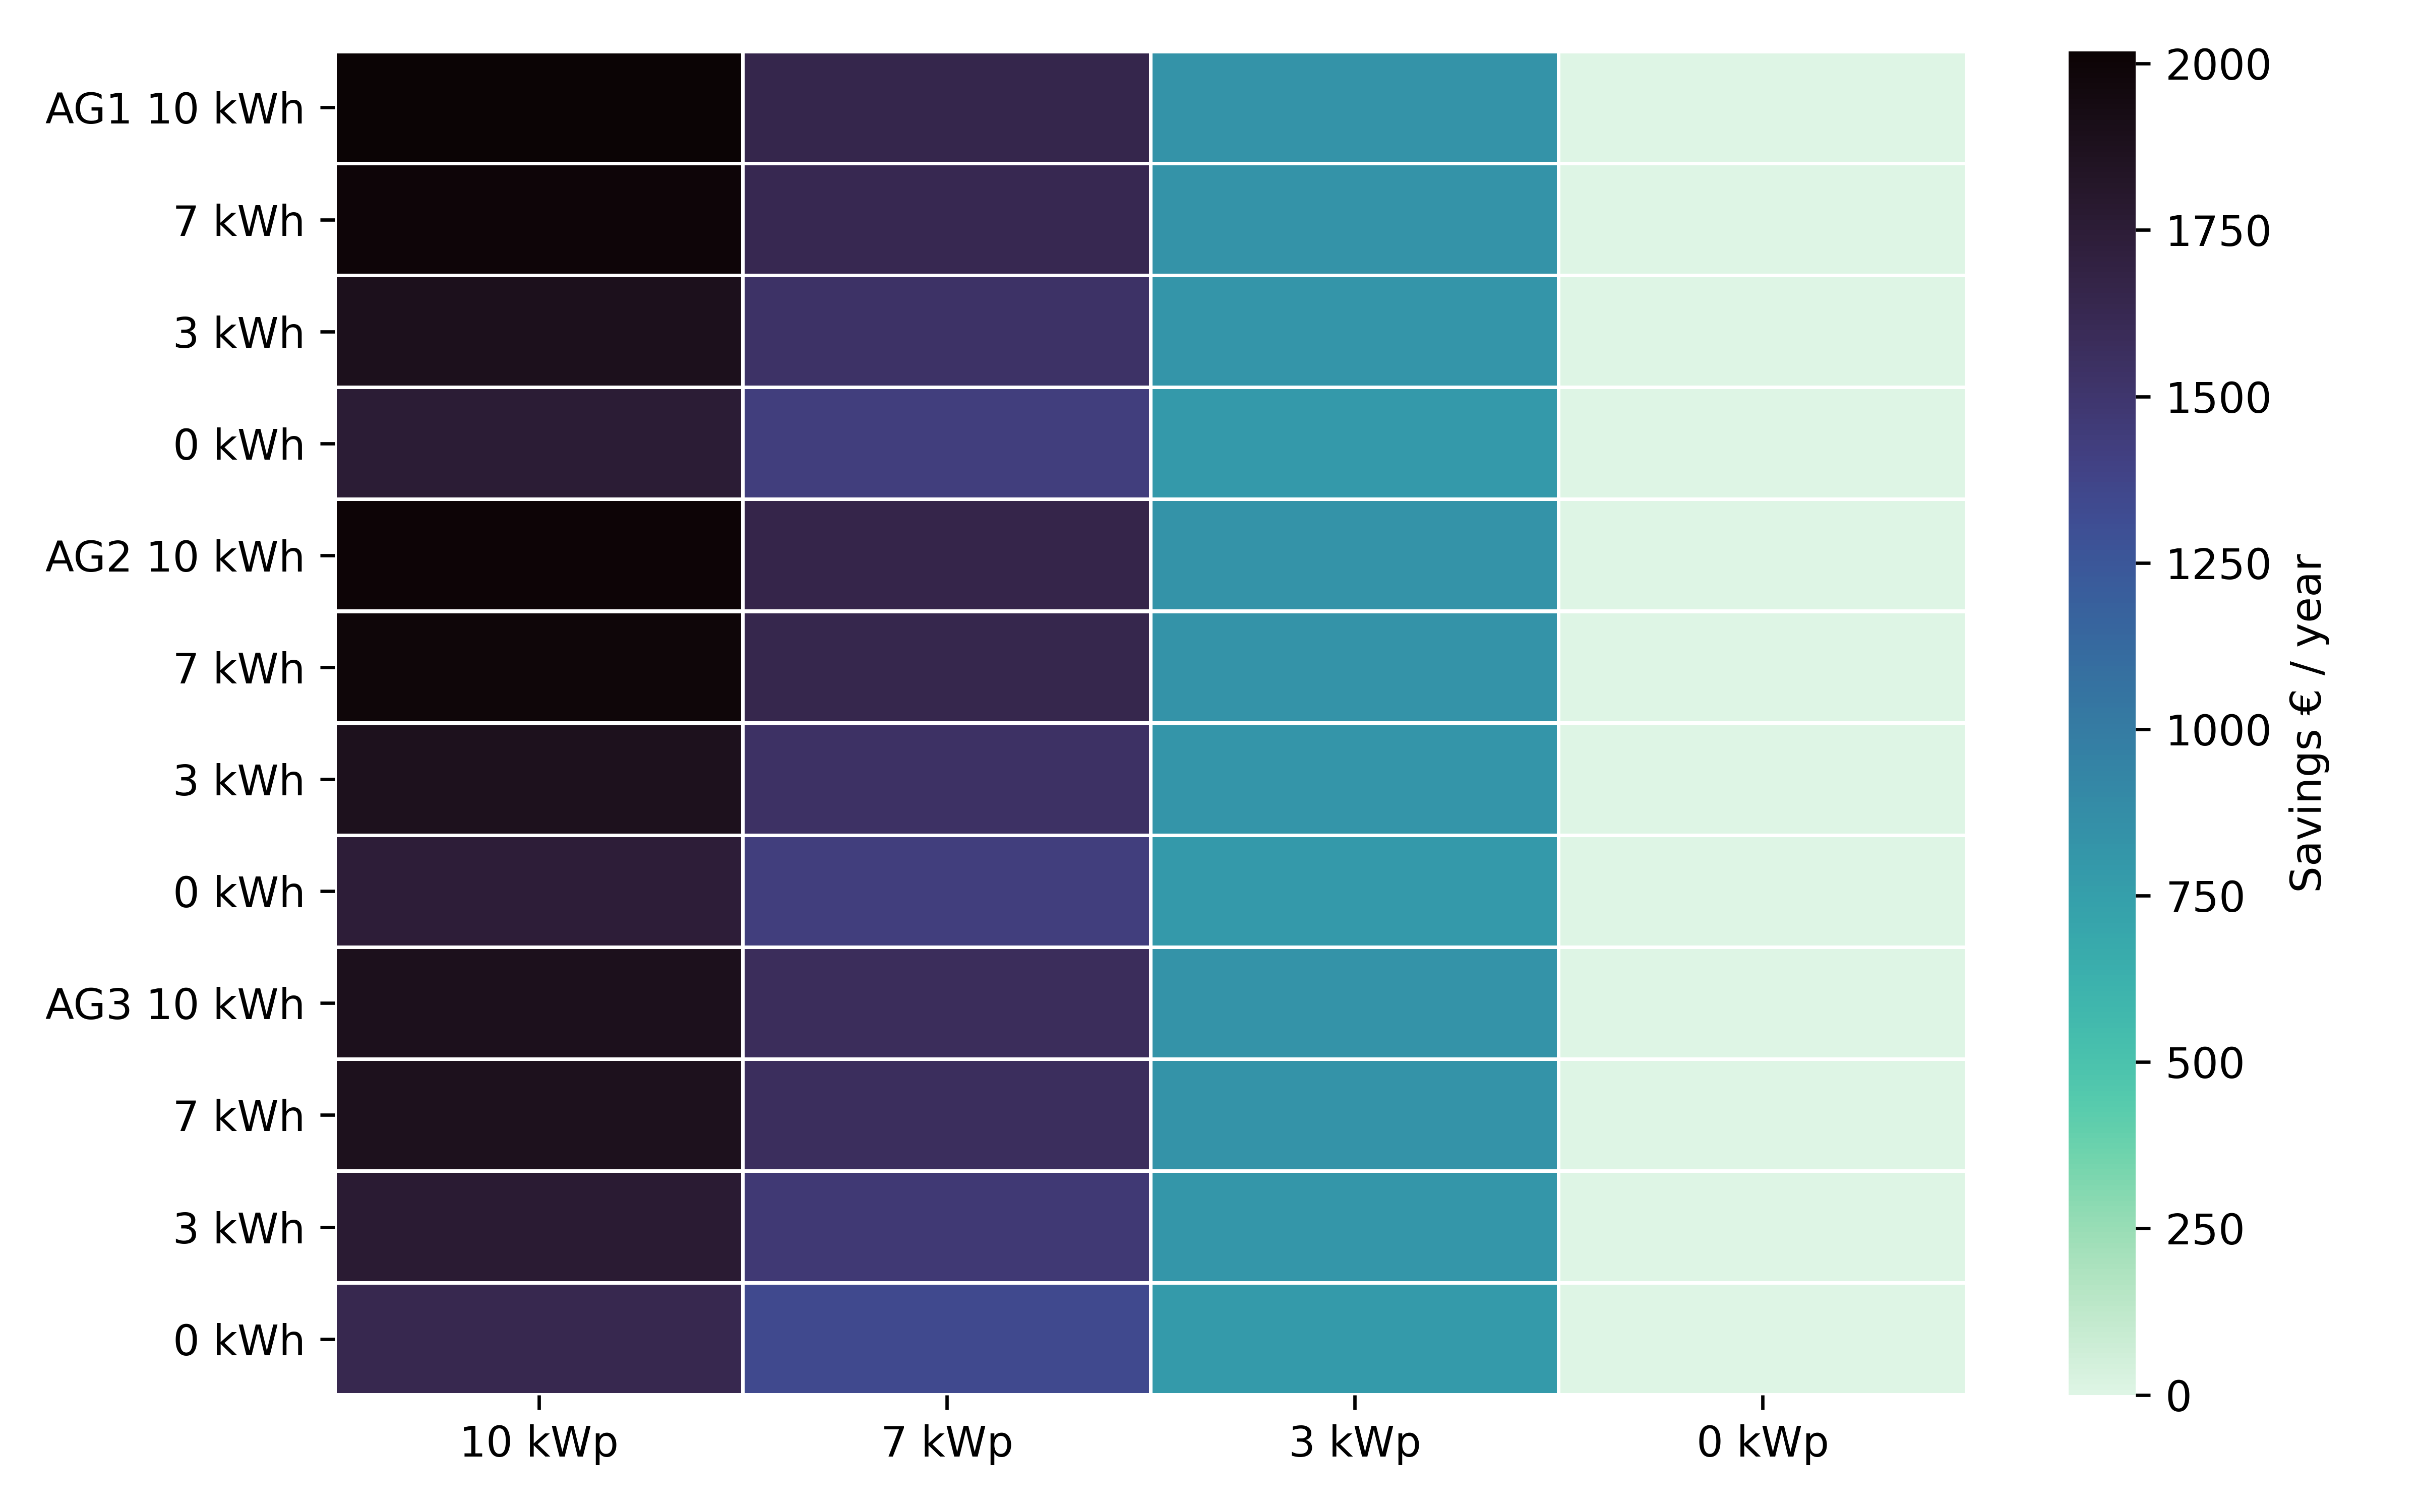 AG1 10 kWh
7 kWh
3 kWh
0 kWh
AG2 10 kWh
7 kWh
3 kWh
0 kWh
AG3 10 kWh
7 kWh
3 kWh
0 kWh
10 kWp
7 kWp
3 kWp
0 kWp
2000
1750
1500
1250
1000
750
500
250
0
Savings € / year